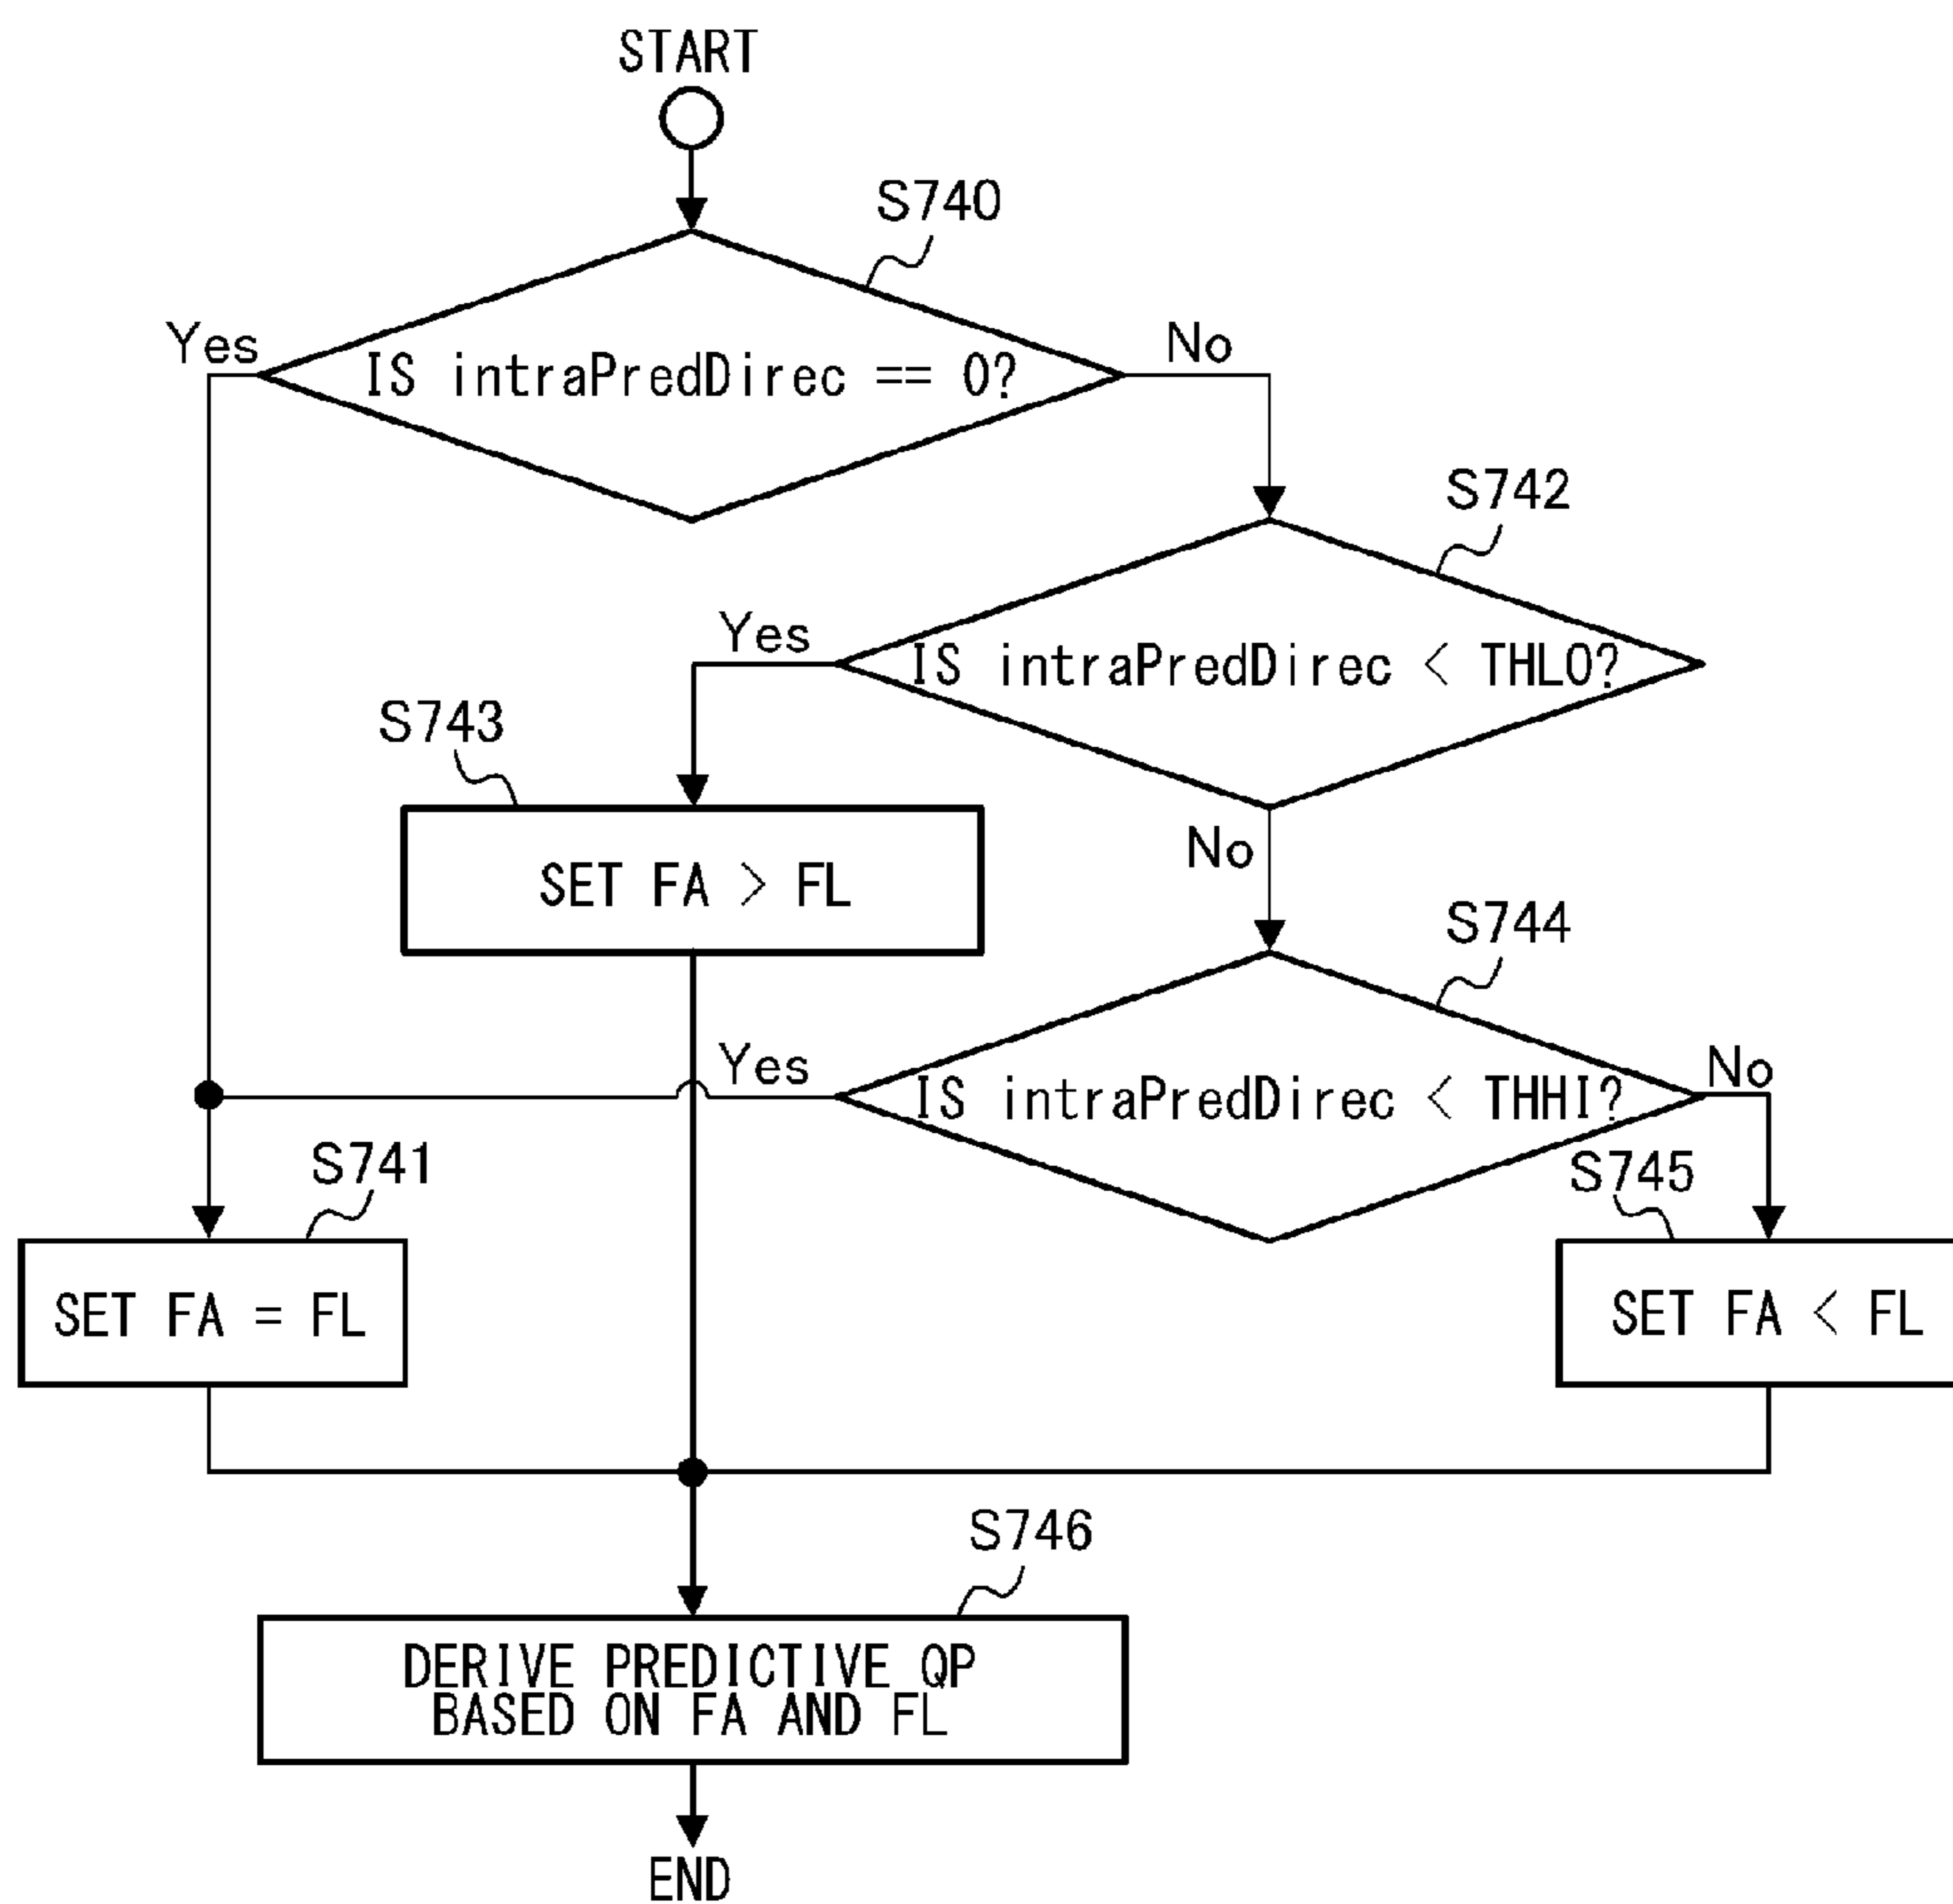 START
S740
Yes
No
IS intraPredDirec == 0?
S742
Yes
IS intraPredDirec < THLO?
S743
No
SET FA > FL
S744
Yes
No
IS intraPredDirec < THHI?
S741
S745
SET FA = FL
SET FA < FL
S746
DERIVE PREDICTIVE QP
BASED ON FA AND FL
END